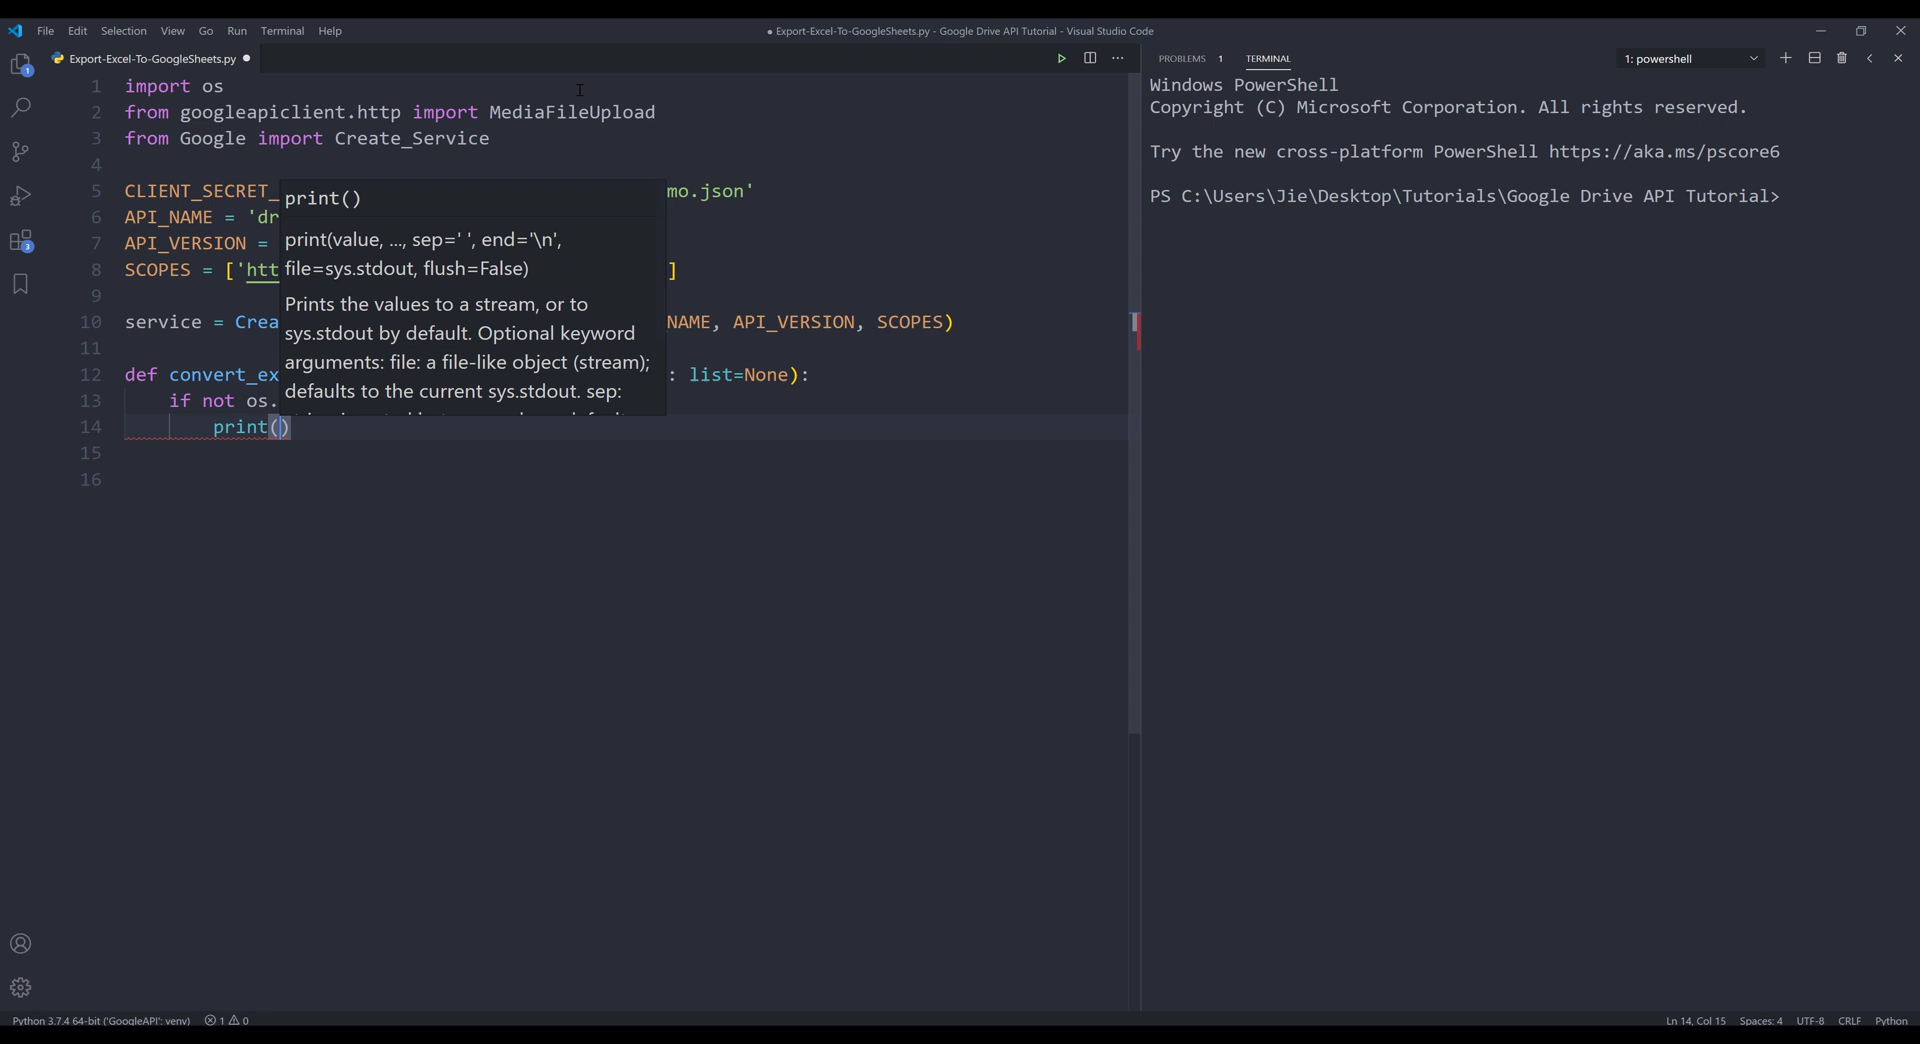 File Edit Selection View Go Run Terminal Help
● Export-Excel-To-GoogleSheets.py - Google Drive API Tutorial - Visual Studio Code
Export-Excel-To-GoogleSheets.py ●
1 import os
2 from googleapiclient.http import MediaFileUpload
3 from Google import Create_Service
4
5 CLIENT_SECRET_ mo.json'
6 API_NAME = 'dr
7 API_VERSION =
8 SCOPES = ['htt ]
9
10 service = Crea NAME, API_VERSION, SCOPES)
11
12 def convert_ex : list=None):
13 if not os.
14 print()
15
16
print()
print(value, ..., sep=' ', end='\n',
file=sys.stdout, flush=False)
Prints the values to a stream, or to
sys.stdout by default. Optional keyword
arguments: file: a file-like object (stream);
defaults to the current sys.stdout. sep:
PROBLEMS 1 TERMINAL
1: powershell
Windows PowerShell
Copyright (C) Microsoft Corporation. All rights reserved.
Try the new cross-platform PowerShell https://aka.ms/pscore6
PS C:\Users\Jie\Desktop\Tutorials\Google Drive API Tutorial>
1
3
Python 3.7.4 64-bit ('GoogleAPI': venv) 1 0
Ln 14, Col 15 Spaces: 4 UTF-8 CRLF Python